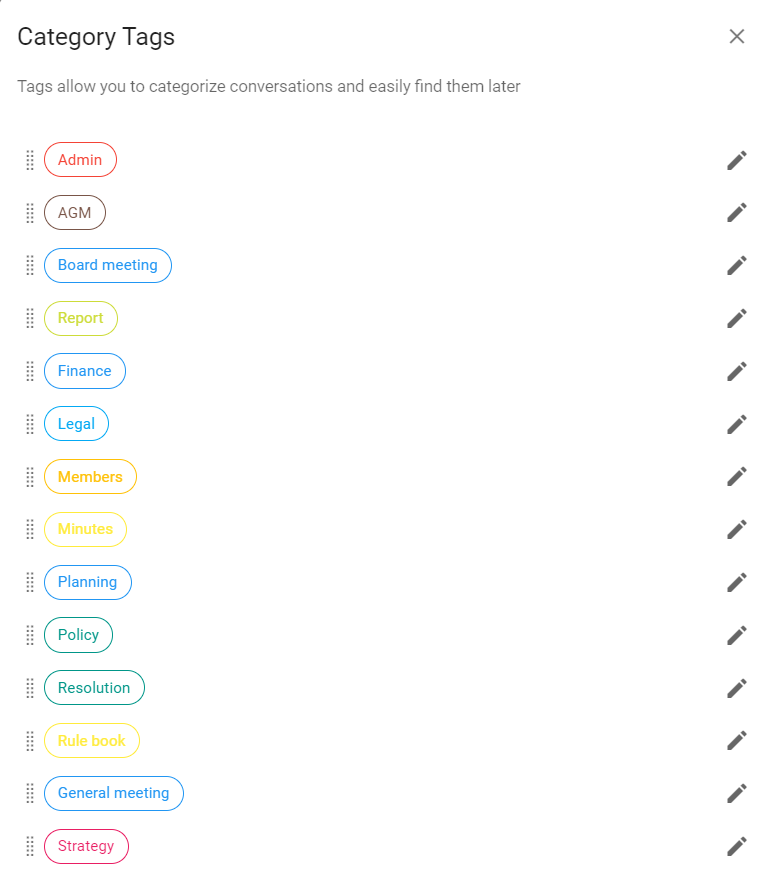 Category Tags
Tags allow you to categorize conversations and easily find them later
Admin
AGM
Board meeting
Report
Finance
Legal
Members
Minutes
Planning
Policy
Resolution
Rule book
General meeting
Strategy